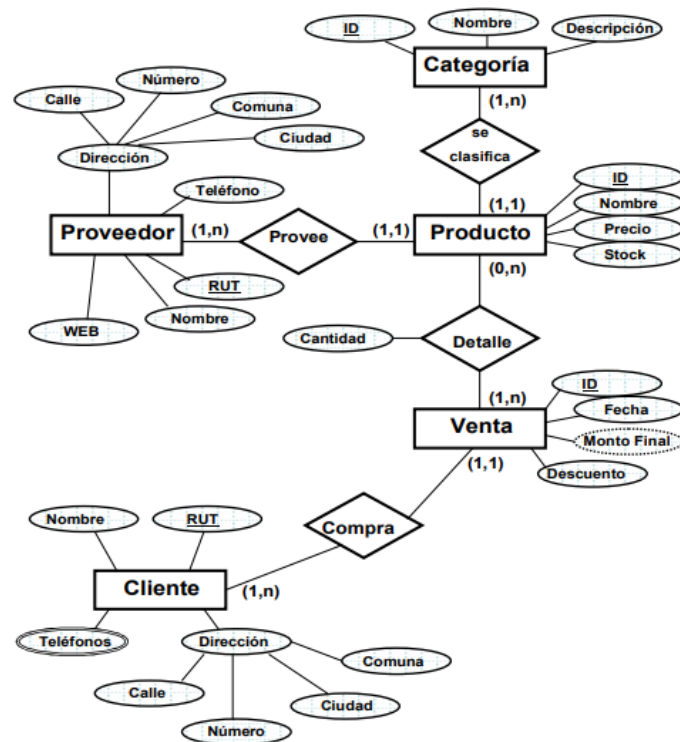 ID
Nombre
Descripción
Categoría
(1,n)
se
clasifica
(1,1)
Calle
Número
Comuna
Ciudad
Dirección
Teléfono
Proveedor
(1,n)
Provee
(1,1)
Producto
ID
Nombre
Precio
Stock
RUT
Nombre
WEB
(0,n)
Cantidad
Detalle
(1,n)
Venta
ID
Fecha
Monto Final
Descuento
(1,1)
Compra
Nombre
RUT
Cliente
(1,n)
Teléfonos
Dirección
Comuna
Calle
Ciudad
Número